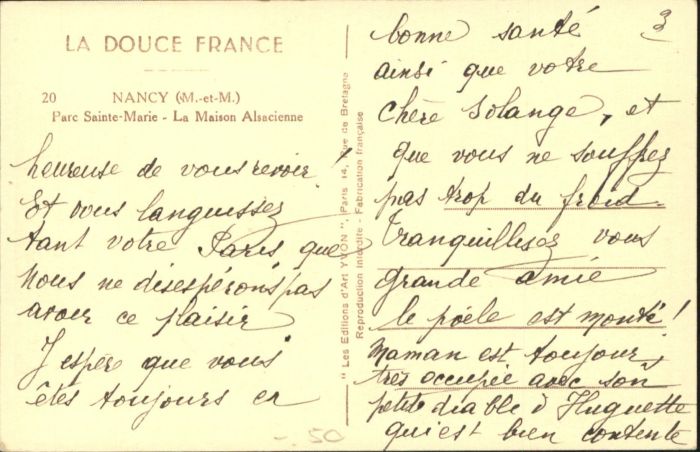 LA DOUCE FRANCE
20 NANCY (M.-et-M.)
Parc Sainte-Marie - La Maison Alsacienne
heureuse de vous revoir !
Et vous languissez
tant votre Paris que
nous ne désespérons pas
avoir ce plaisir
J'espère que vous
êtes toujours en
"Les Editions d'Art YVON", Paris 14, Rue de Bretagne
Reproduction Interdite - Fabrication française
3
bonne santé
ainsi que votre
chère Solange, et
que vous ne souffrez
pas trop du froid.
Tranquillisez vous
grande amie
le poêle est monté !
Maman est toujours
très occupée avec son
petit diable d'Huguette
qui est bien contente
-.50